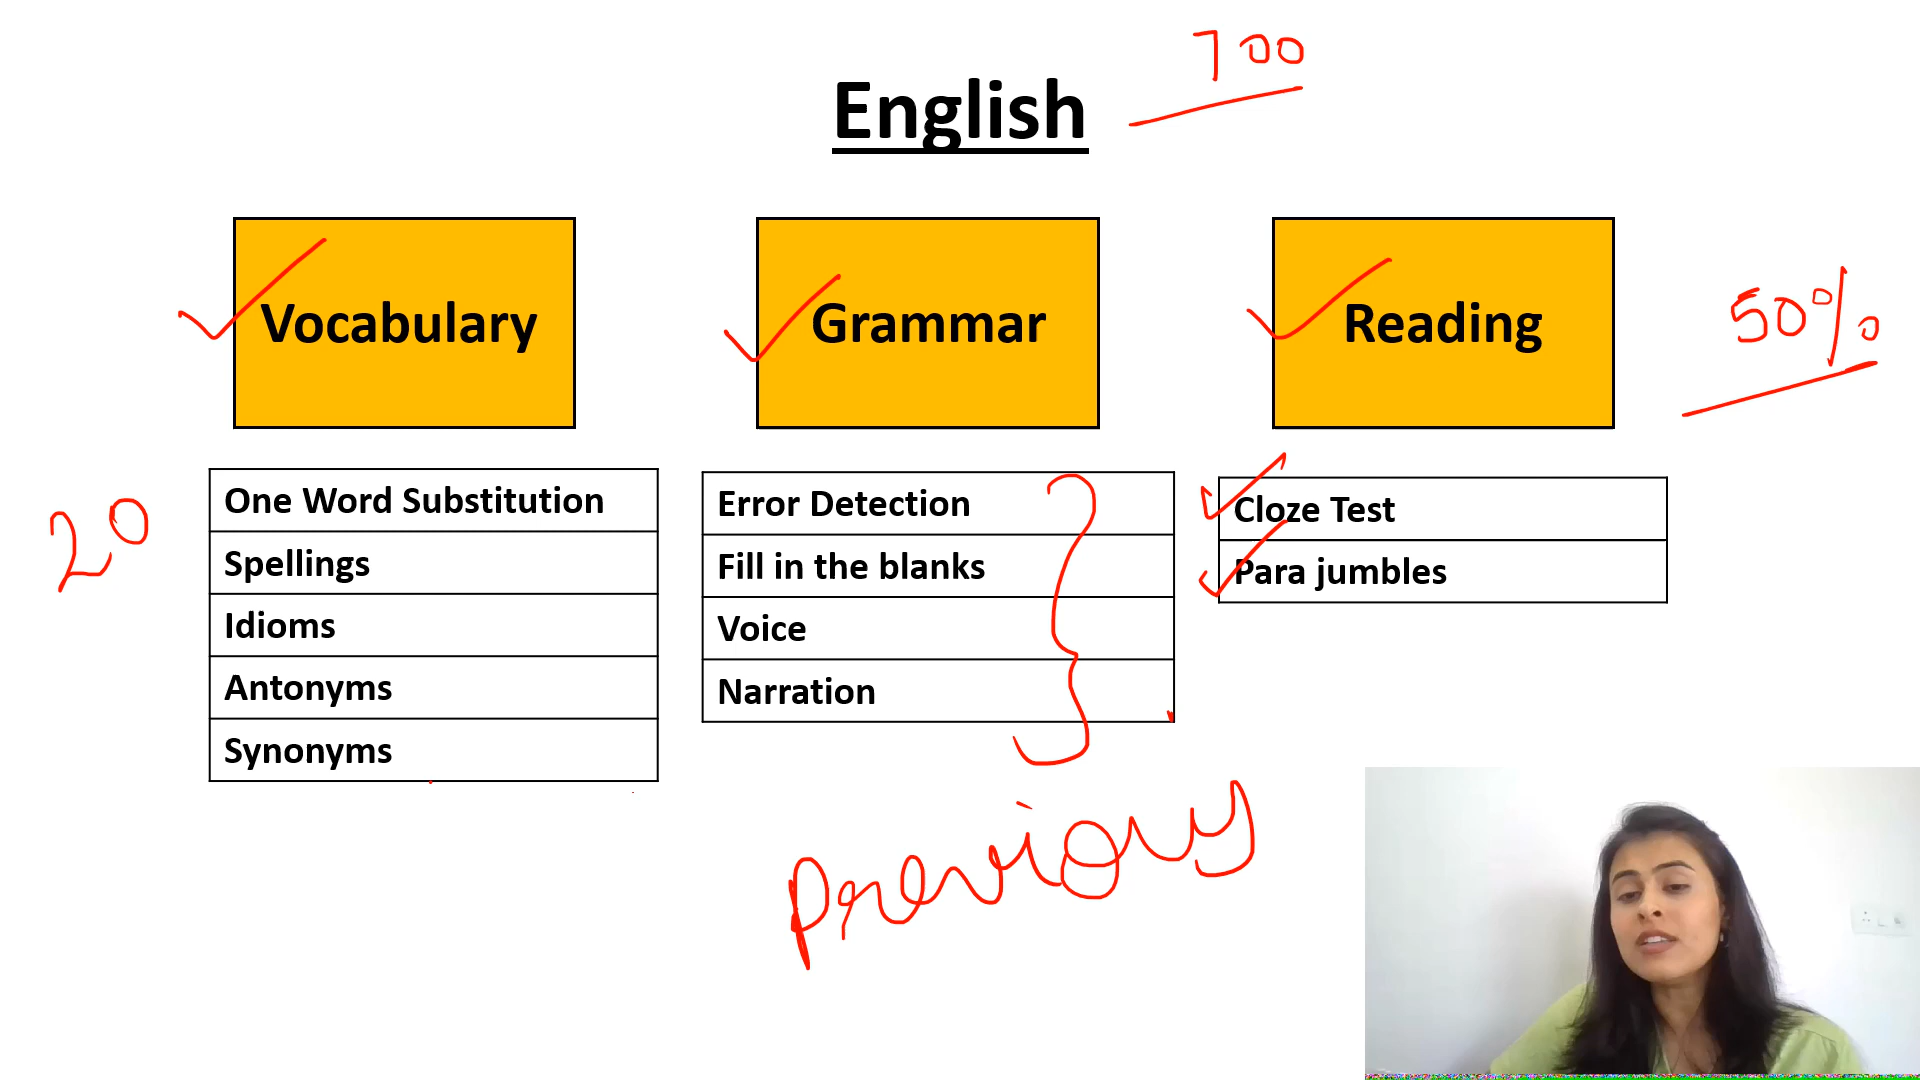 700
English
Vocabulary
Grammar
Reading
50%
20
One Word Substitution
Spellings
Idioms
Antonyms
Synonyms
Error Detection
Fill in the blanks
Voice
Narration
Cloze Test
Para jumbles
Previous